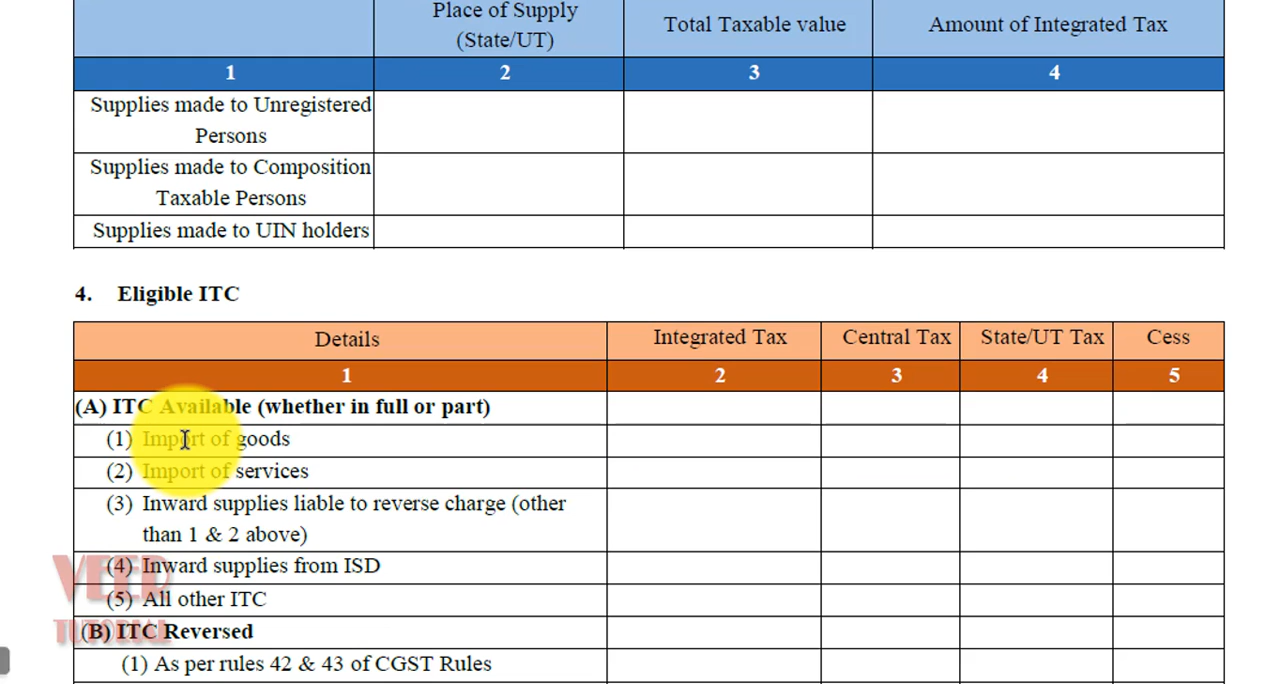 Place of Supply
(State/UT)
Total Taxable value
Amount of Integrated Tax
1 2 3 4
Supplies made to Unregistered
Persons
Supplies made to Composition
Taxable Persons
Supplies made to UIN holders
4. Eligible ITC
Details Integrated Tax Central Tax State/UT Tax Cess
1 2 3 4 5
(A) ITC Available (whether in full or part)
(1) Import of goods
(2) Import of services
(3) Inward supplies liable to reverse charge (other
than 1 & 2 above)
(4) Inward supplies from ISD
(5) All other ITC
(B) ITC Reversed
(1) As per rules 42 & 43 of CGST Rules
VEER
TUTORIAL